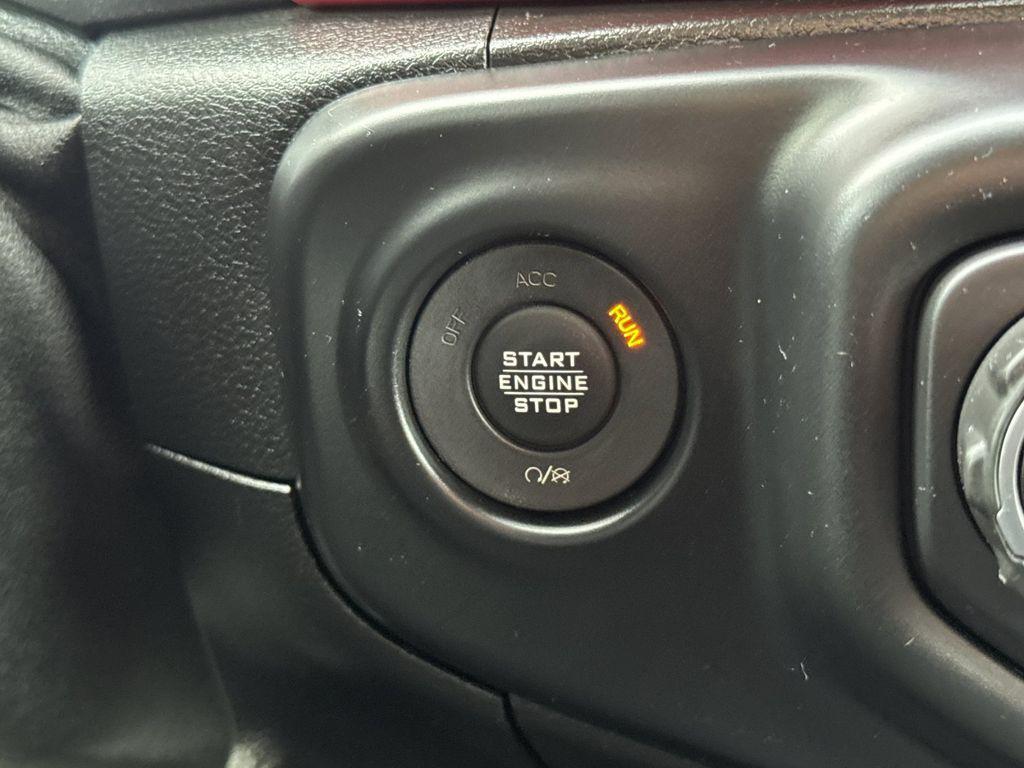 ACC
OFF
RUN
START
ENGINE
STOP